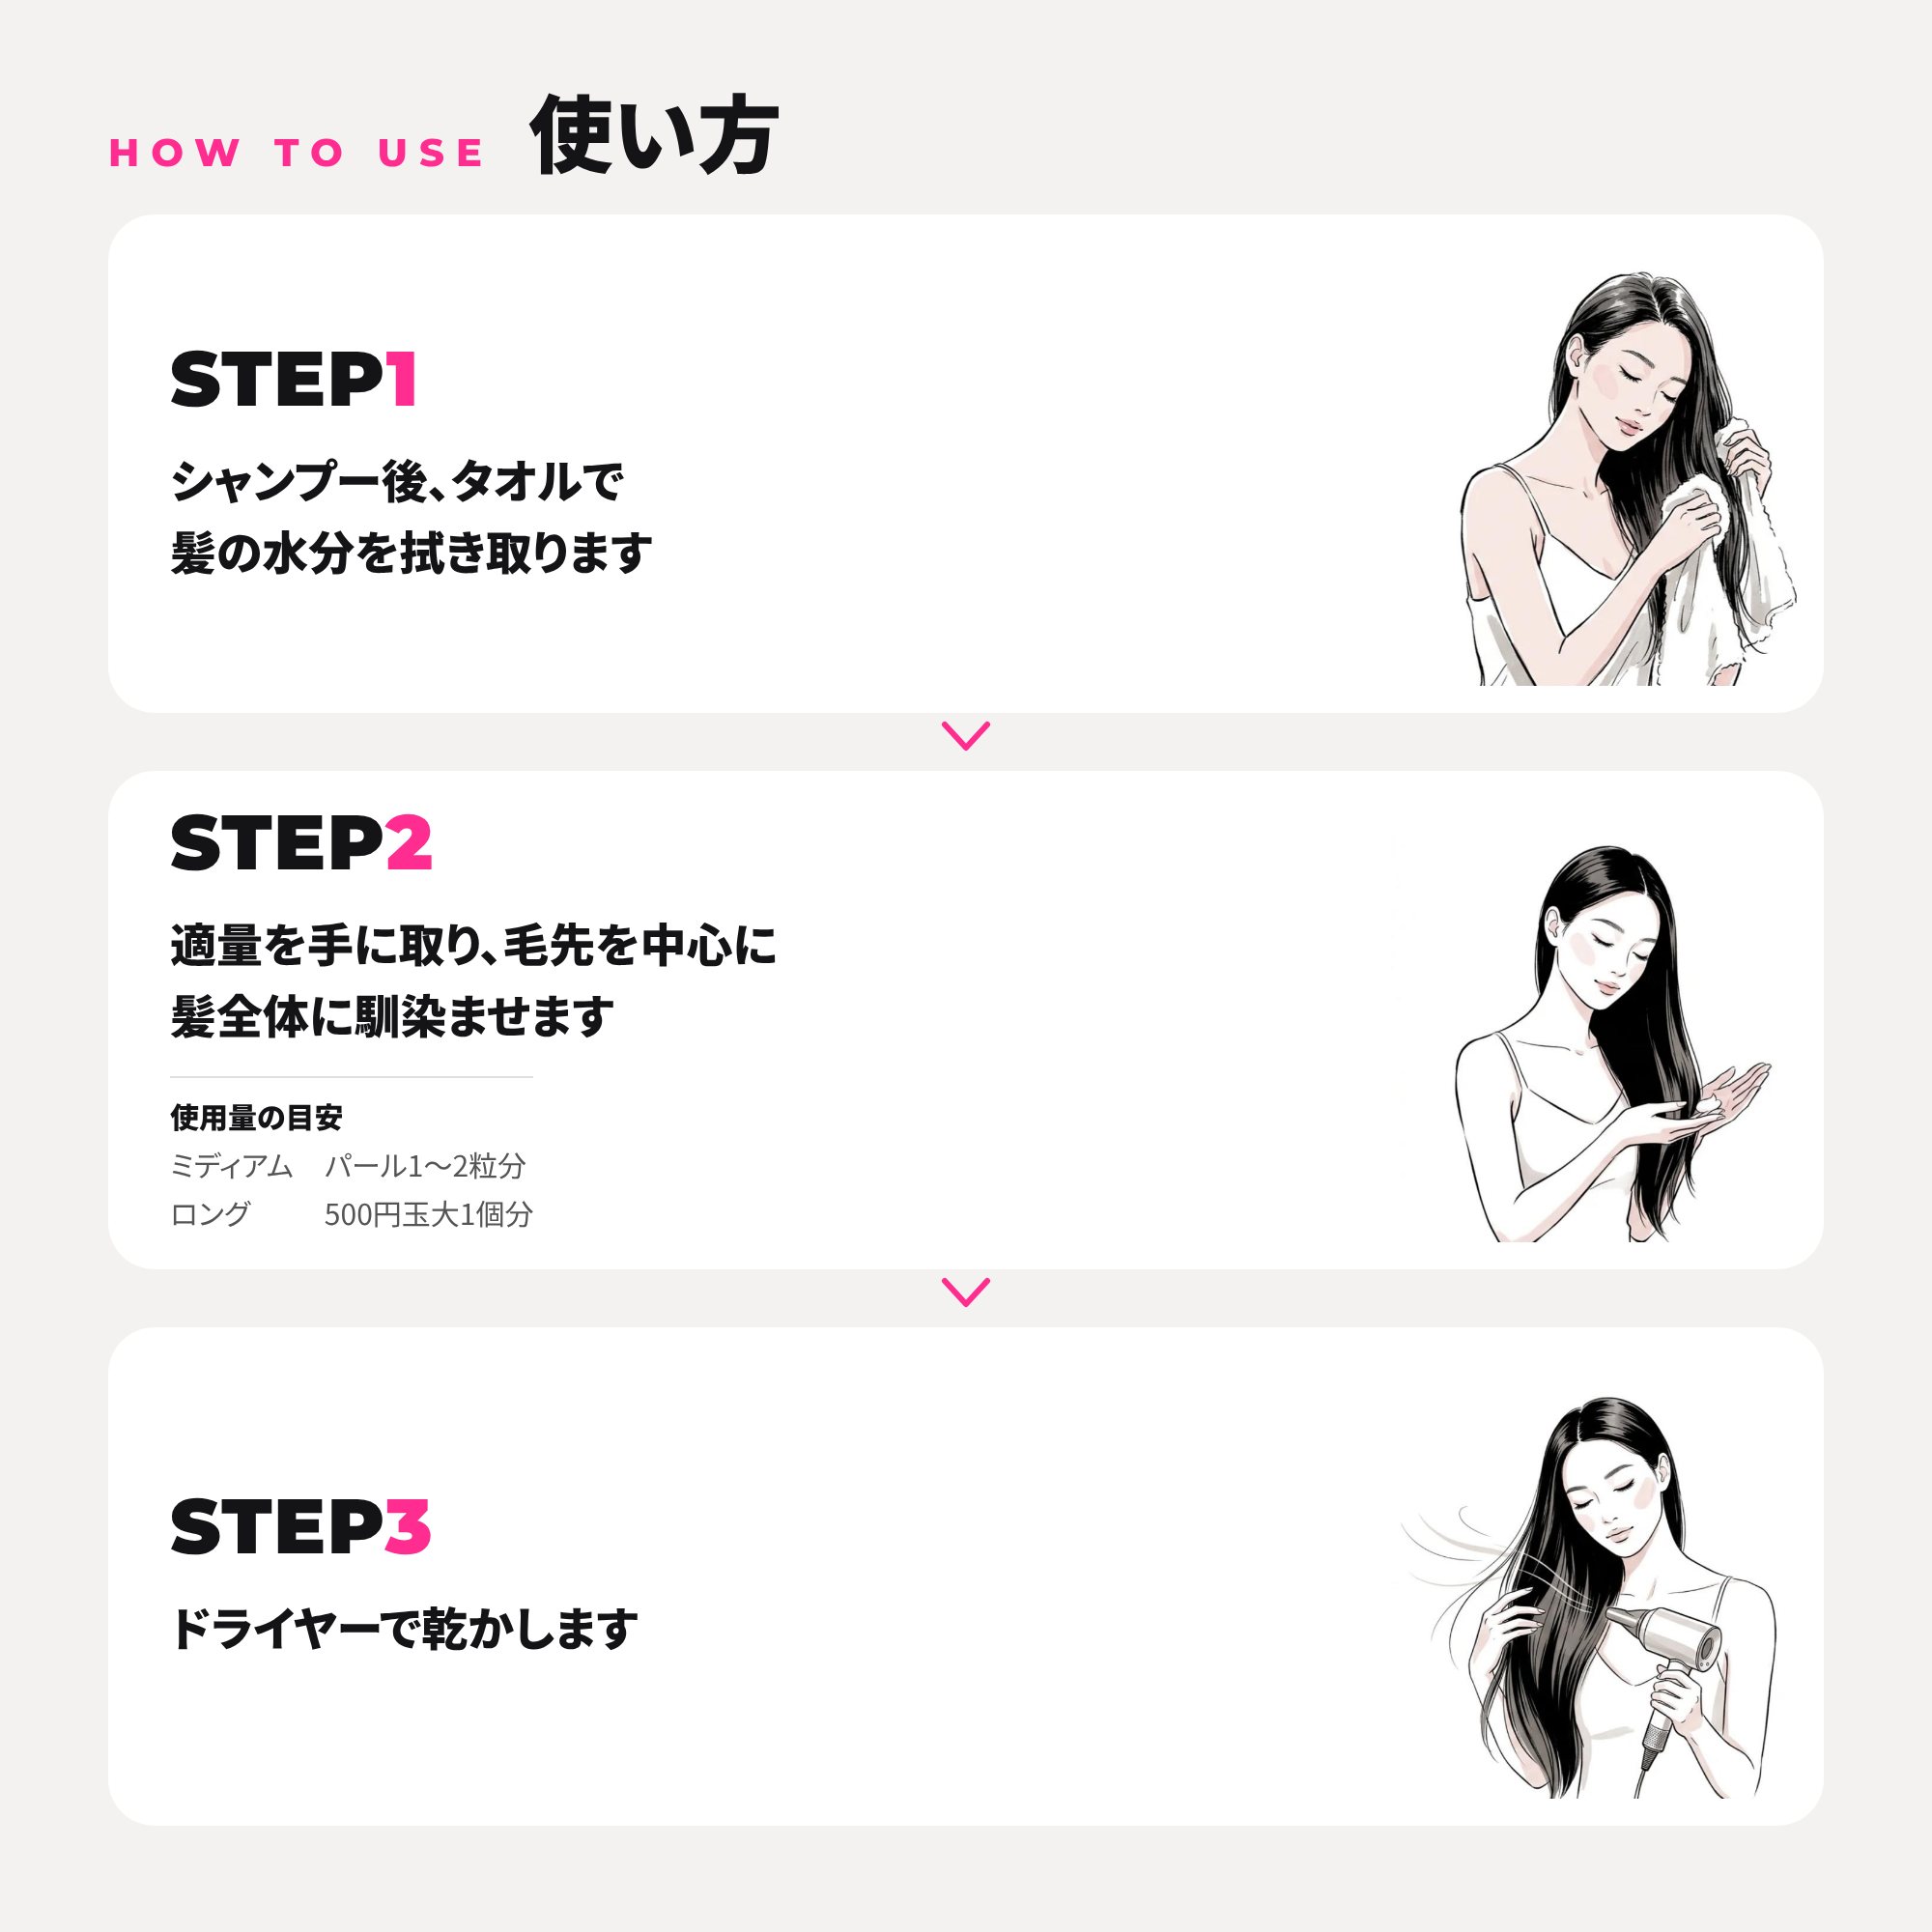 HOW TO USE 使い方
STEP1
シャンプー後、タオルで
髪の水分を拭き取ります
STEP2
適量を手に取り、毛先を中心に
髪全体に馴染ませます
使用量の目安
ミディアム パール1〜2粒分
ロング 500円玉大1個分
STEP3
ドライヤーで乾かします